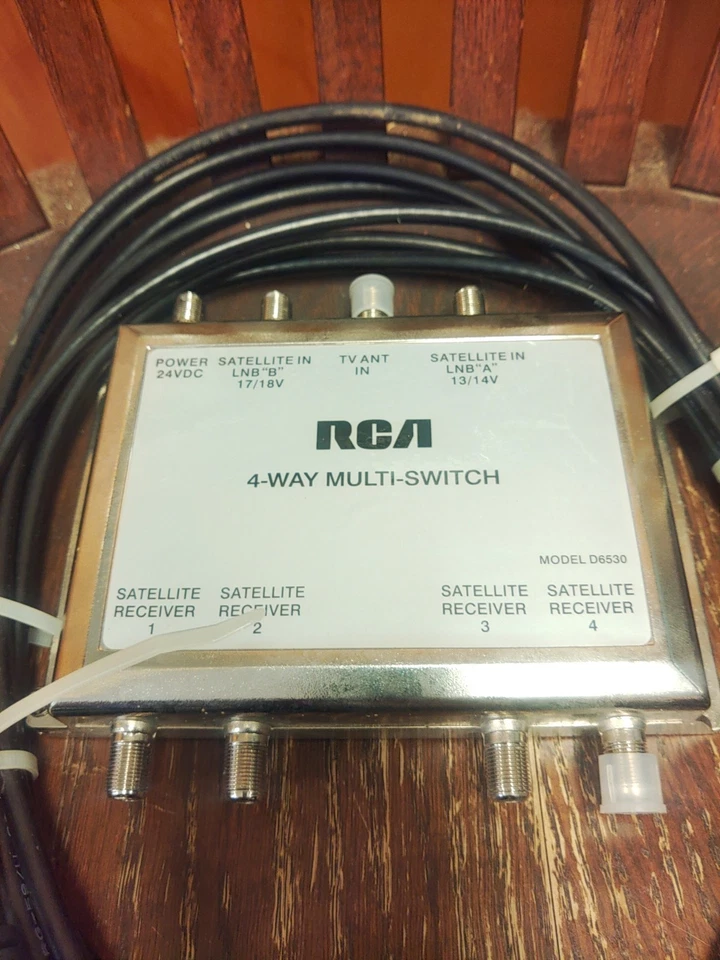 POWER
24VDC
SATELLITE IN
LNB "B"
17/18V
TV ANT
IN
SATELLITE IN
LNB "A"
13/14V
RCA
4-WAY MULTI-SWITCH
MODEL D6530
SATELLITE
RECEIVER
1
SATELLITE
RECEIVER
2
SATELLITE
RECEIVER
3
SATELLITE
RECEIVER
4